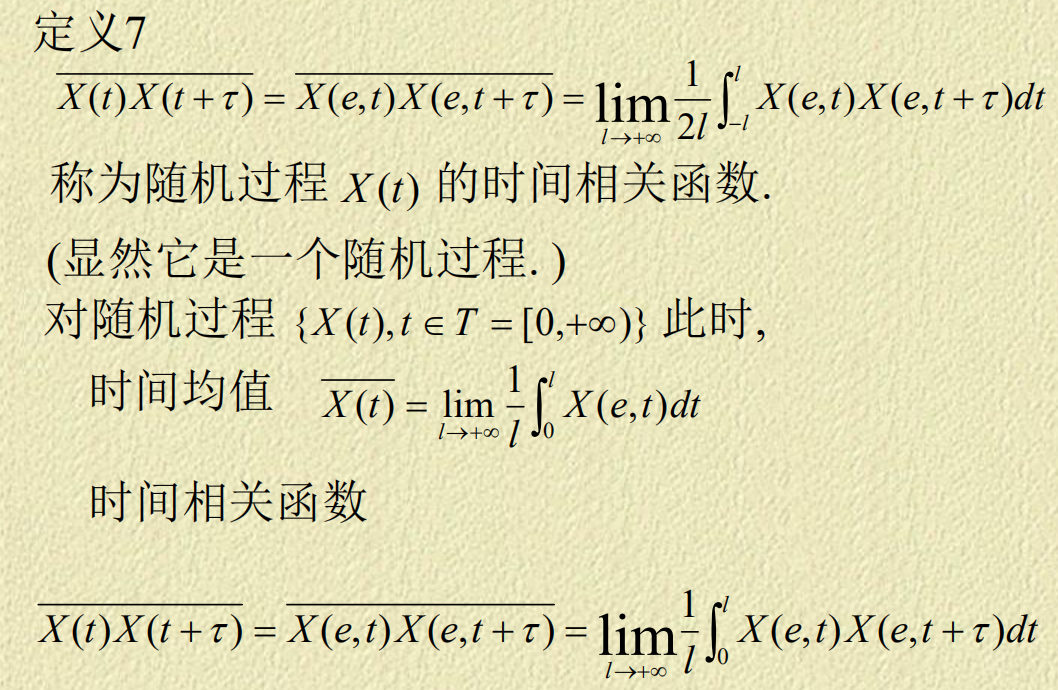 定义7
$\overline{X(t)X(t+\tau)} = \overline{X(e,t)X(e,t+\tau)} = \lim_{l \to +\infty} \frac{1}{2l} \int_{-l}^{l} X(e,t)X(e,t+\tau)dt$
称为随机过程 $X(t)$ 的时间相关函数.
(显然它是一个随机过程. )
对随机过程 $\{X(t), t \in T = [0,+\infty)\}$ 此时,
时间均值 $\overline{X(t)} = \lim_{l \to +\infty} \frac{1}{l} \int_{0}^{l} X(e,t)dt$
时间相关函数
$\overline{X(t)X(t+\tau)} = \overline{X(e,t)X(e,t+\tau)} = \lim_{l \to +\infty} \frac{1}{l} \int_{0}^{l} X(e,t)X(e,t+\tau)dt$